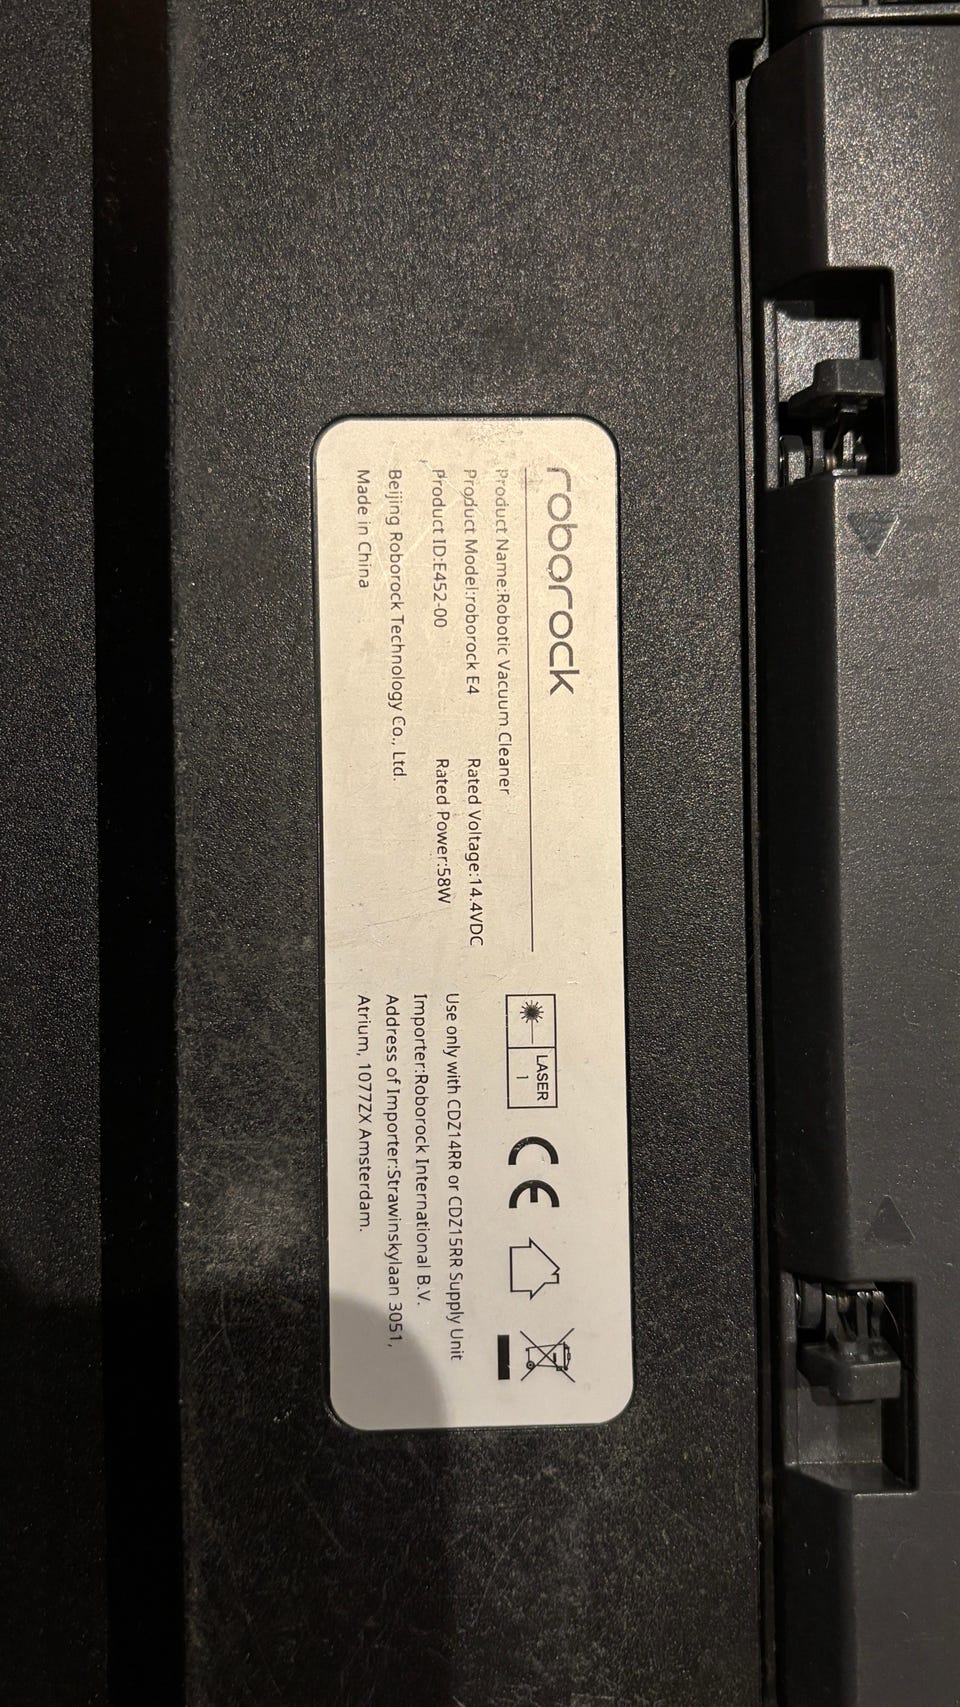 roborock
Product Name:Robotic Vacuum Cleaner
Product Model:roborock E4 Rated Voltage:14.4VDC
Product ID:E452-00 Rated Power:58W
Beijing Roborock Technology Co., Ltd.
Made in China
LASER
1
CE
Use only with CDZ14RR or CDZ15RR Supply Unit
Importer:Roborock International B.V.
Address of Importer:Strawinskylaan 3051,
Atrium, 1077ZX Amsterdam.